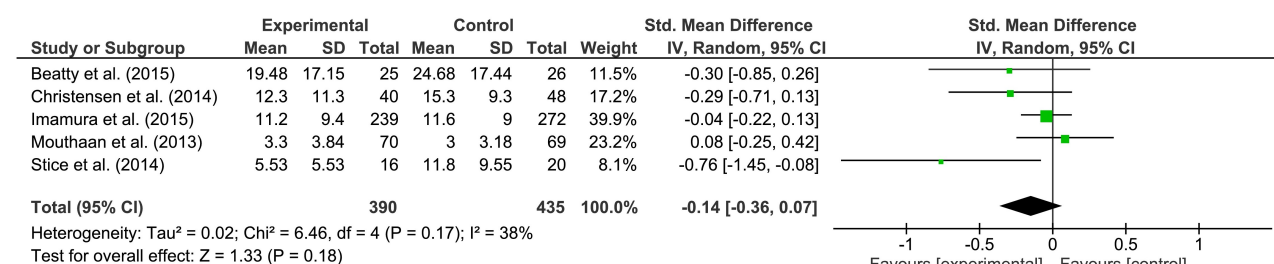 Experimental Control Std. Mean Difference Std. Mean Difference
Study or Subgroup Mean SD Total Mean SD Total Weight IV, Random, 95% CI IV, Random, 95% CI
Beatty et al. (2015) 19.48 17.15 25 24.68 17.44 26 11.5% -0.30 [-0.85, 0.26]
Christensen et al. (2014) 12.3 11.3 40 15.3 9.3 48 17.2% -0.29 [-0.71, 0.13]
Imamura et al. (2015) 11.2 9.4 239 11.6 9 272 39.9% -0.04 [-0.22, 0.13]
Mouthaan et al. (2013) 3.3 3.84 70 3 3.18 69 23.2% 0.08 [-0.25, 0.42]
Stice et al. (2014) 5.53 5.53 16 11.8 9.55 20 8.1% -0.76 [-1.45, -0.08]
Total (95% CI) 390 435 100.0% -0.14 [-0.36, 0.07]
Heterogeneity: Tau² = 0.02; Chi² = 6.46, df = 4 (P = 0.17); I² = 38%
-1 -0.5 0 0.5 1
Test for overall effect: Z = 1.33 (P = 0.18)
Favours [experimental] Favours [control]